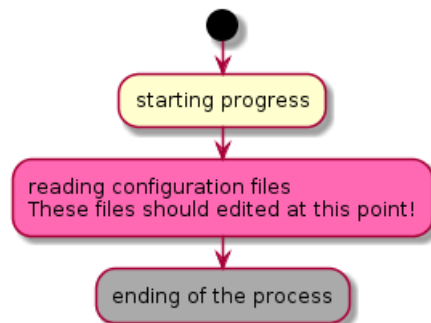 starting progress
reading configuration files
These files should edited at this point!
ending of the process